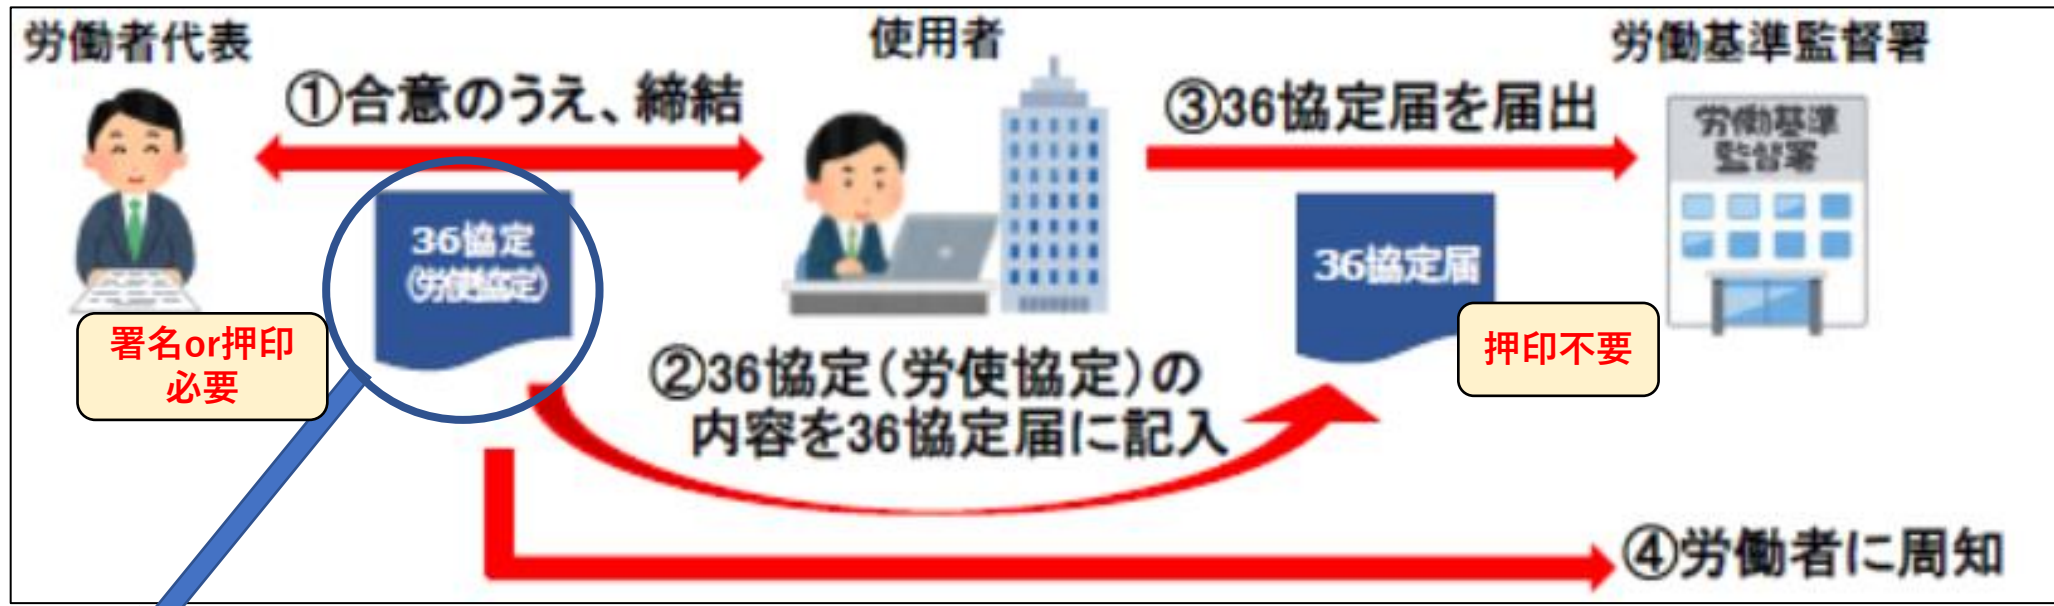 労働者代表
使用者
労働基準監督署
①合意のうえ、締結
③36協定届を届出
労働基準
監督署
36協定
(労使協定)
36協定届
署名or押印
必要
押印不要
②36協定(労使協定)の
内容を36協定届に記入
④労働者に周知